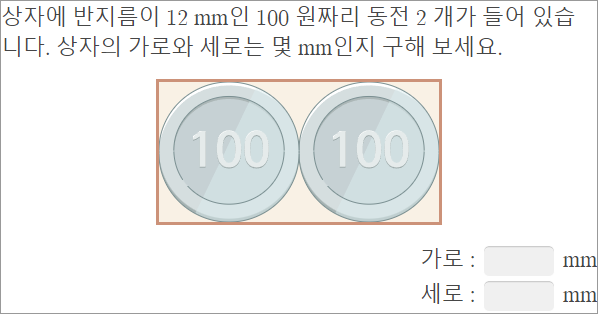 상자에 반지름이 12 mm인 100 원짜리 동전 2 개가 들어 있습
니다. 상자의 가로와 세로는 몇 mm인지 구해 보세요.
100 100
가로 : mm
세로 : mm